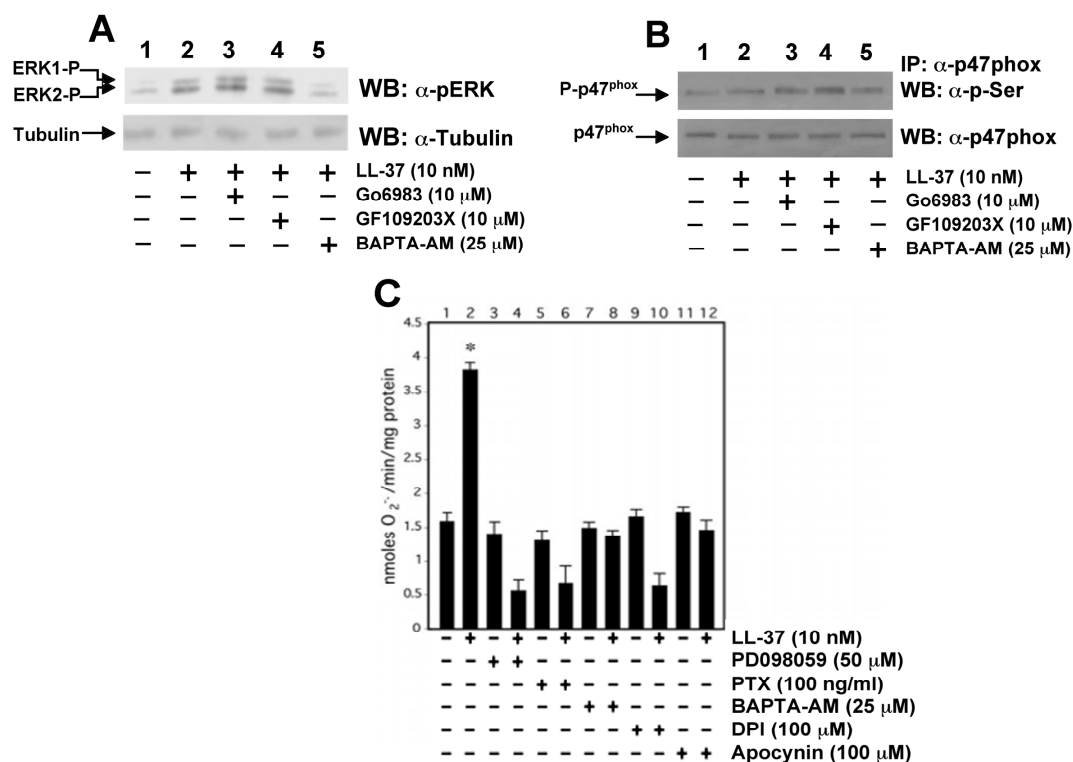 A
1 2 3 4 5
ERK1-P
ERK2-P
WB: α-pERK
Tubulin
WB: α-Tubulin
– + + + + LL-37 (10 nM)
– – + – – Go6983 (10 μM)
– – – + – GF109203X (10 μM)
– – – – + BAPTA-AM (25 μM)
B
1 2 3 4 5
IP: α-p47phox
P-p47phox
WB: α-p-Ser
p47phox
WB: α-p47phox
– + + + + LL-37 (10 nM)
– – + – – Go6983 (10 μM)
– – – + – GF109203X (10 μM)
– – – – + BAPTA-AM (25 μM)
C
1 2 3 4 5 6 7 8 9 10 11 12
nmoles O2·-/min/mg protein
4.5
4
3.5
3
2.5
2
1.5
1
0.5
0
*
– + – + – + – + – + – + LL-37 (10 nM)
– – + + – – – – – – – – PD098059 (50 μM)
– – – – + + – – – – – – PTX (100 ng/ml)
– – – – – – + + – – – – BAPTA-AM (25 μM)
– – – – – – – – + + – – DPI (100 μM)
– – – – – – – – – – + + Apocynin (100 μM)